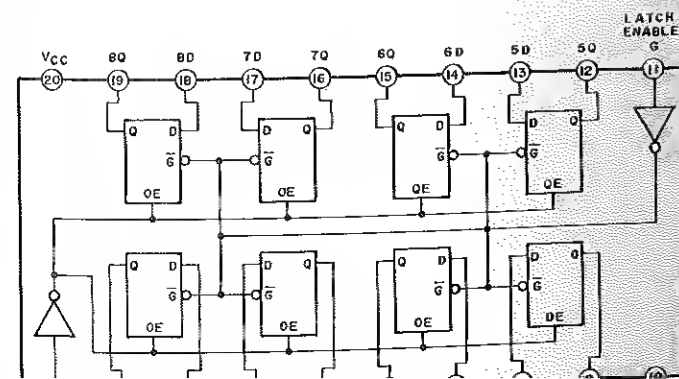 LATCH
ENABLE
G
VCC 8Q 8D 7D 7Q 6Q 6D 5D 5Q
20 19 18 17 16 15 14 13 12 11
Q D D Q Q D D Q
G G G G
OE OE OE OE
Q D D Q Q D D Q
G G G G
OE OE OE OE